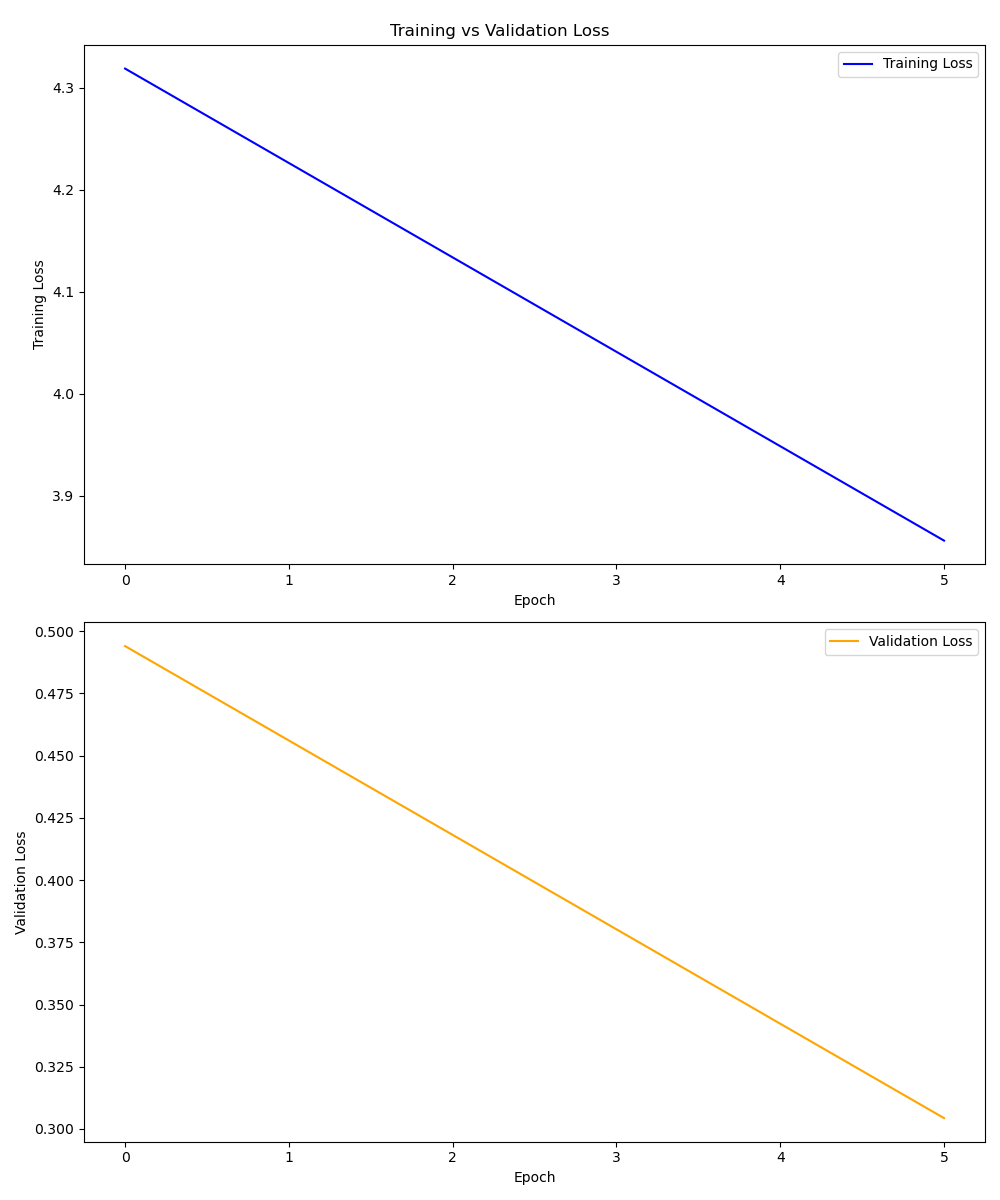 Training vs Validation Loss
Training Loss
4.3
4.2
4.1
4.0
3.9
Training Loss
0 1 2 3 4 5
Epoch
Validation Loss
0.500
0.475
0.450
0.425
0.400
0.375
0.350
0.325
0.300
Validation Loss
0 1 2 3 4 5
Epoch